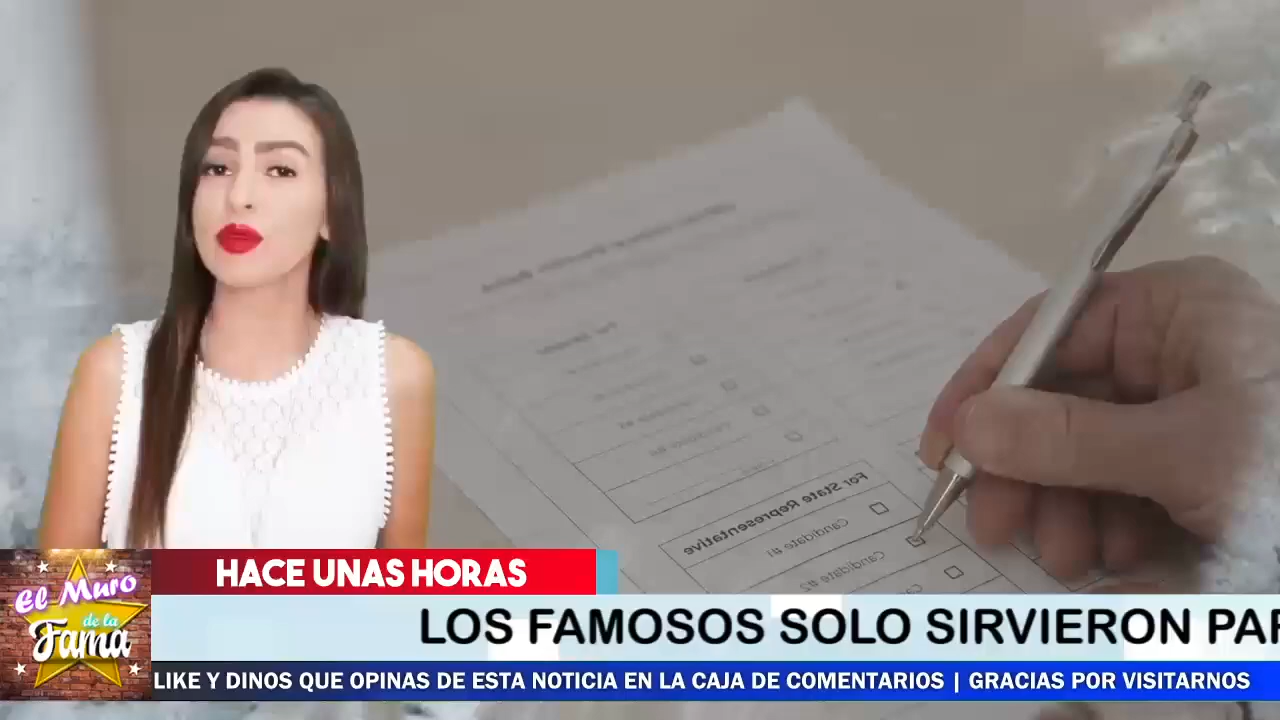 For State Representative
Candidate #1
Candidate #2
HACE UNAS HORAS
El Muro
de la
Fama
LOS FAMOSOS SOLO SIRVIERON PAR
LIKE Y DINOS QUE OPINAS DE ESTA NOTICIA EN LA CAJA DE COMENTARIOS | GRACIAS POR VISITARNOS